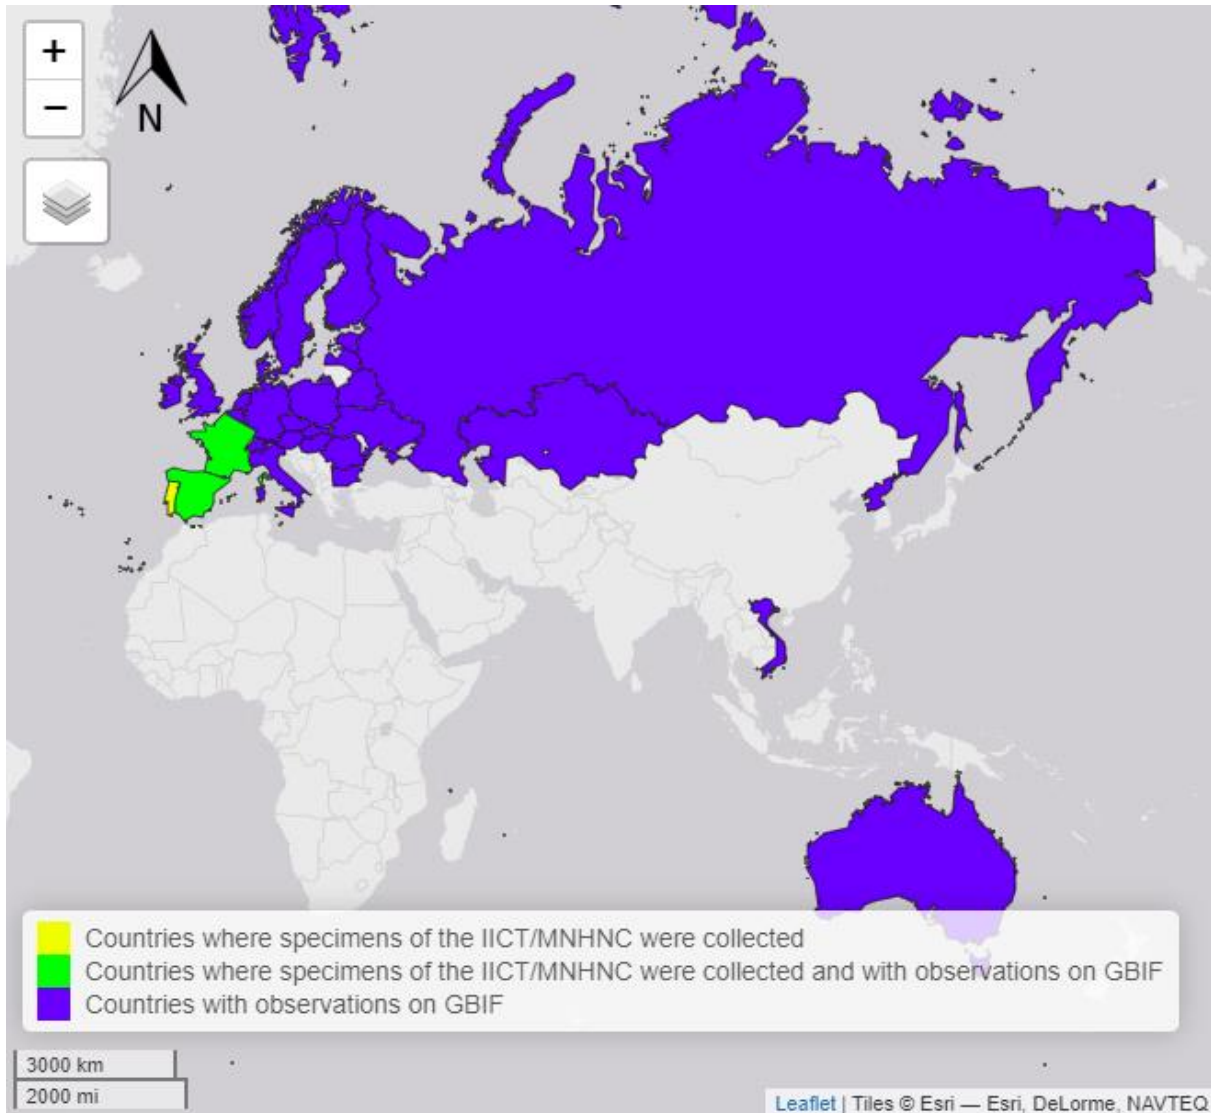 +
−
N
Countries where specimens of the IICT/MNHNC were collected
Countries where specimens of the IICT/MNHNC were collected and with observations on GBIF
Countries with observations on GBIF
3000 km
2000 mi
Leaflet | Tiles © Esri — Esri, DeLorme, NAVTEQ